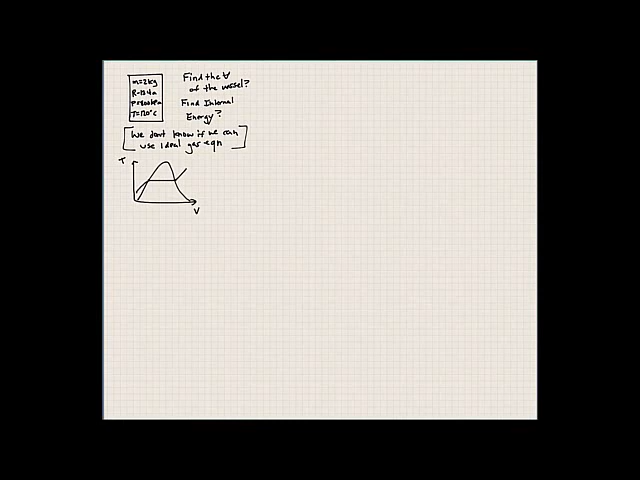 m=2kg
R-134a
P=800kPa
T=120°C
Find the ∀
of the vessel?
Find Internal
Energy?
[We dont know if we can
use ideal gas eqn]
T
V